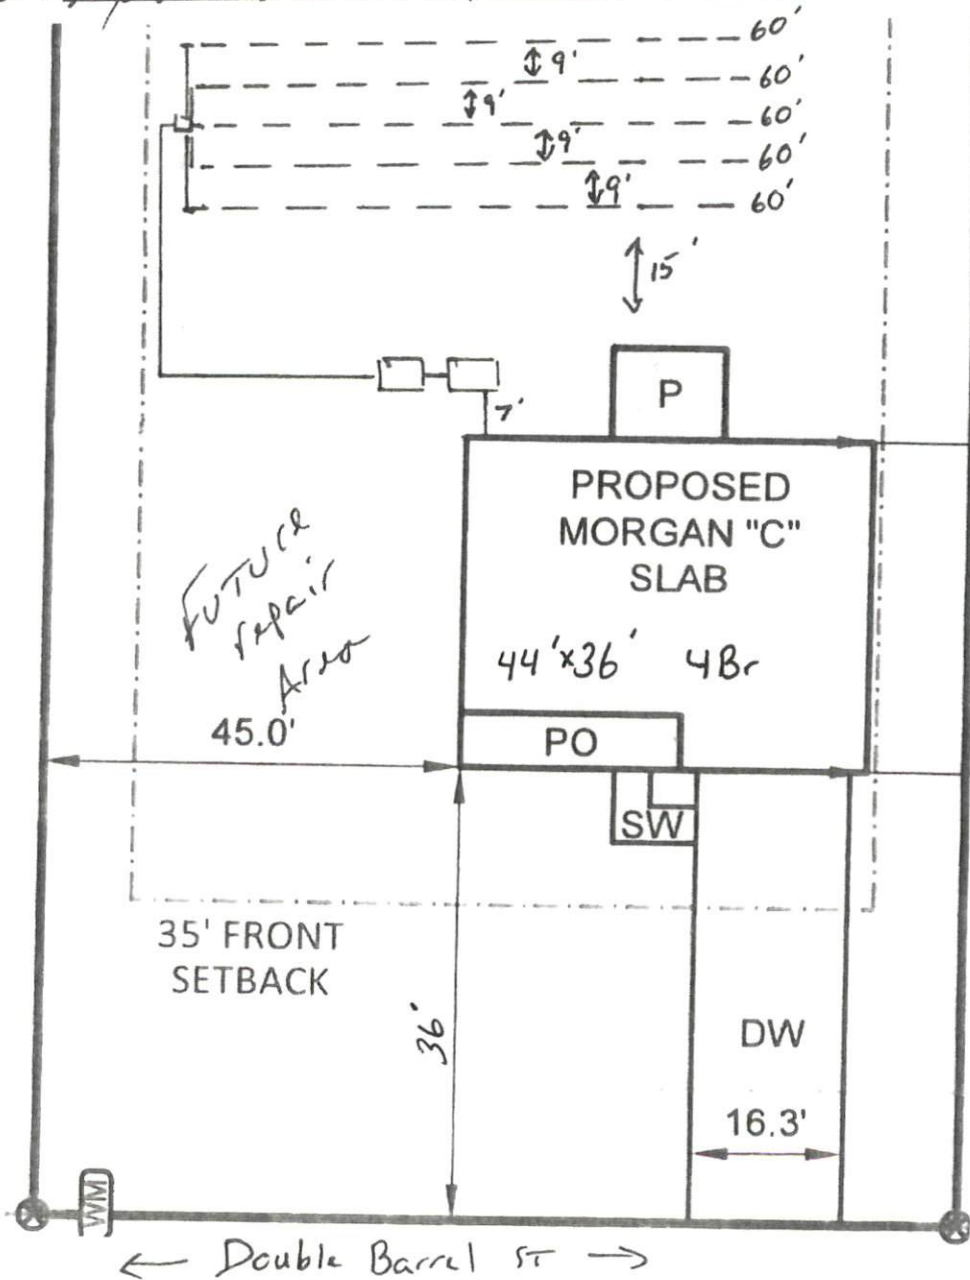 60'
9'
60'
9'
60'
9'
60'
9'
60'
15'
7'
P
PROPOSED
MORGAN "C"
SLAB
44'x36' 4Br
Future
repair
Area
45.0'
PO
SW
35' FRONT
SETBACK
36'
DW
16.3'
WM
← Double Barrel ST →